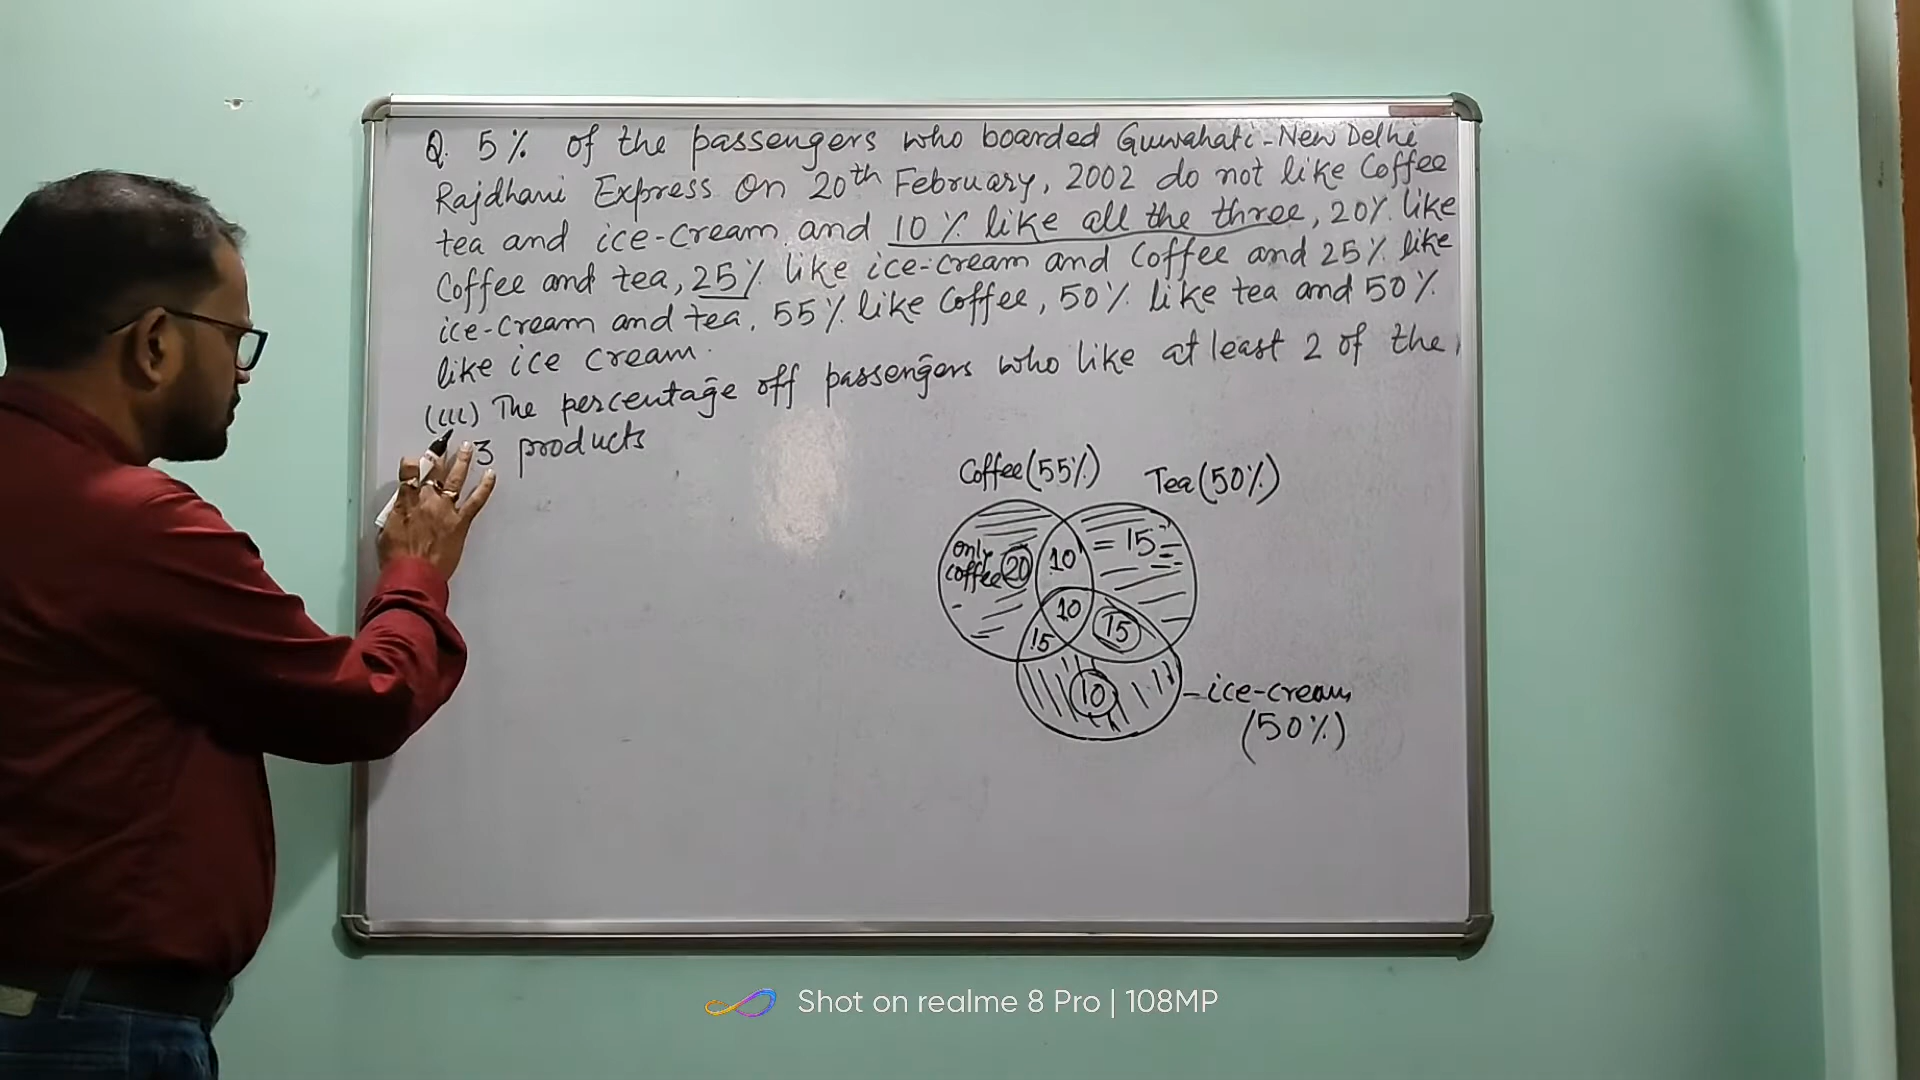 Q. 5% of the passengers who boarded Guwahati-New Delhi
Rajdhani Express On 20th February, 2002 do not like Coffee
tea and ice-cream and 10% like all the three, 20% like
Coffee and tea, 25% like ice-cream and Coffee and 25% like
ice-cream and tea, 55% like Coffee, 50% like tea and 50%
like ice cream.
(iii) The percentage off passengers who like at least 2 of the
3 products
Coffee(55%)
Tea(50%)
only
coffee 20
10
= 15
10
15
15
10
-ice-cream
(50%)
Shot on realme 8 Pro | 108MP